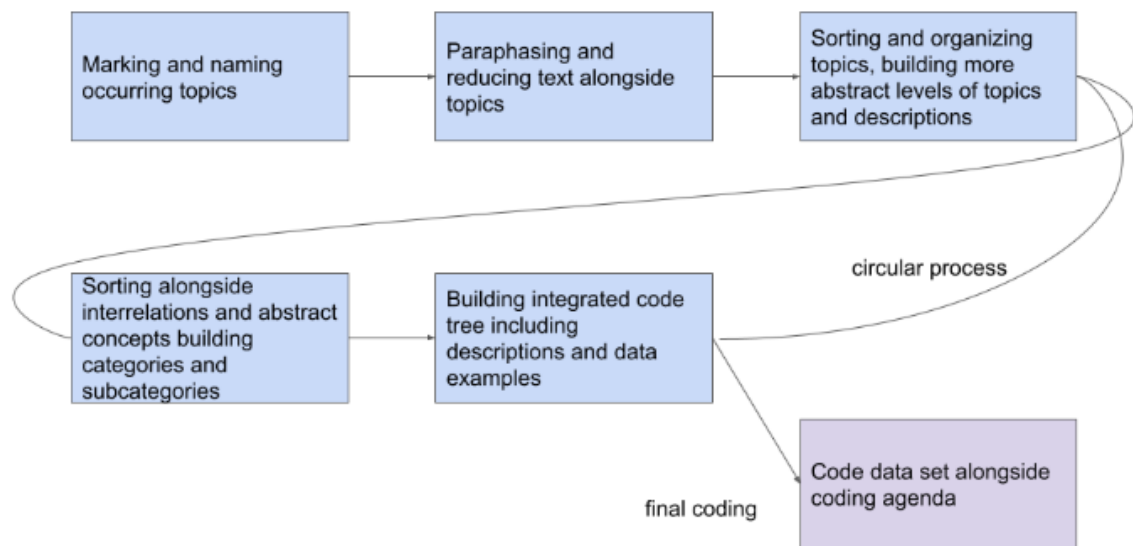 Marking and naming
occurring topics
Paraphasing and
reducing text alongside
topics
Sorting and organizing
topics, building more
abstract levels of topics
and descriptions
Sorting alongside
interrelations and abstract
concepts building
categories and
subcategories
Building integrated code
tree including
descriptions and data
examples
circular process
final coding
Code data set alongside
coding agenda